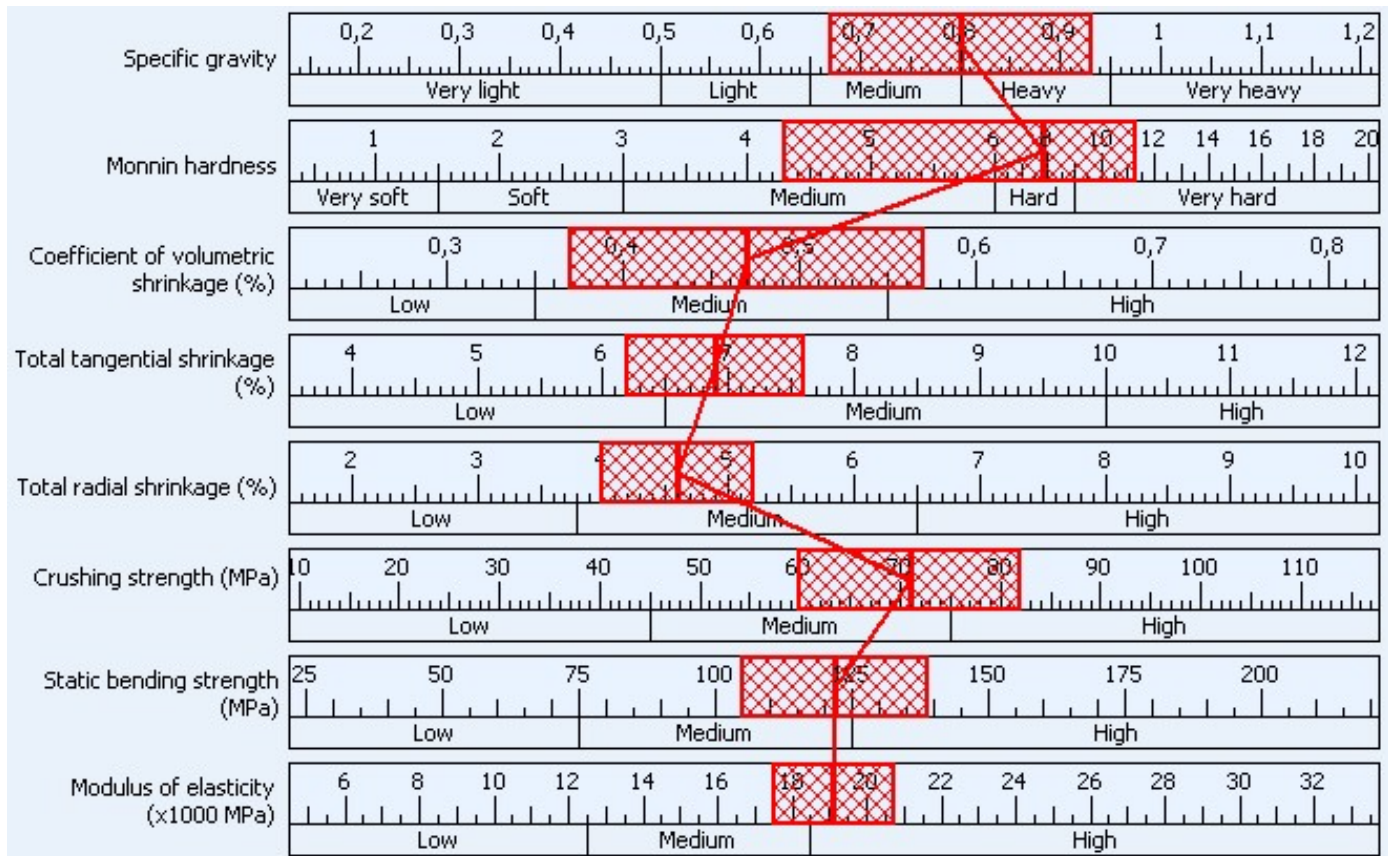 0,2 0,3 0,4 0,5 0,6 0,7 0,8 0,9 1 1,1 1,2
Specific gravity
Very light Light Medium Heavy Very heavy
1 2 3 4 5 6 8 10 12 14 16 18 20
Monnin hardness
Very soft Soft Medium Hard Very hard
0,3 0,4 0,5 0,6 0,7 0,8
Coefficient of volumetric
shrinkage (%)
Low Medium High
4 5 6 7 8 9 10 11 12
Total tangential shrinkage
(%)
Low Medium High
2 3 4 5 6 7 8 9 10
Total radial shrinkage (%)
Low Medium High
10 20 30 40 50 60 70 80 90 100 110
Crushing strength (MPa)
Low Medium High
25 50 75 100 125 150 175 200
Static bending strength
(MPa)
Low Medium High
6 8 10 12 14 16 18 20 22 24 26 28 30 32
Modulus of elasticity
(x1000 MPa)
Low Medium High